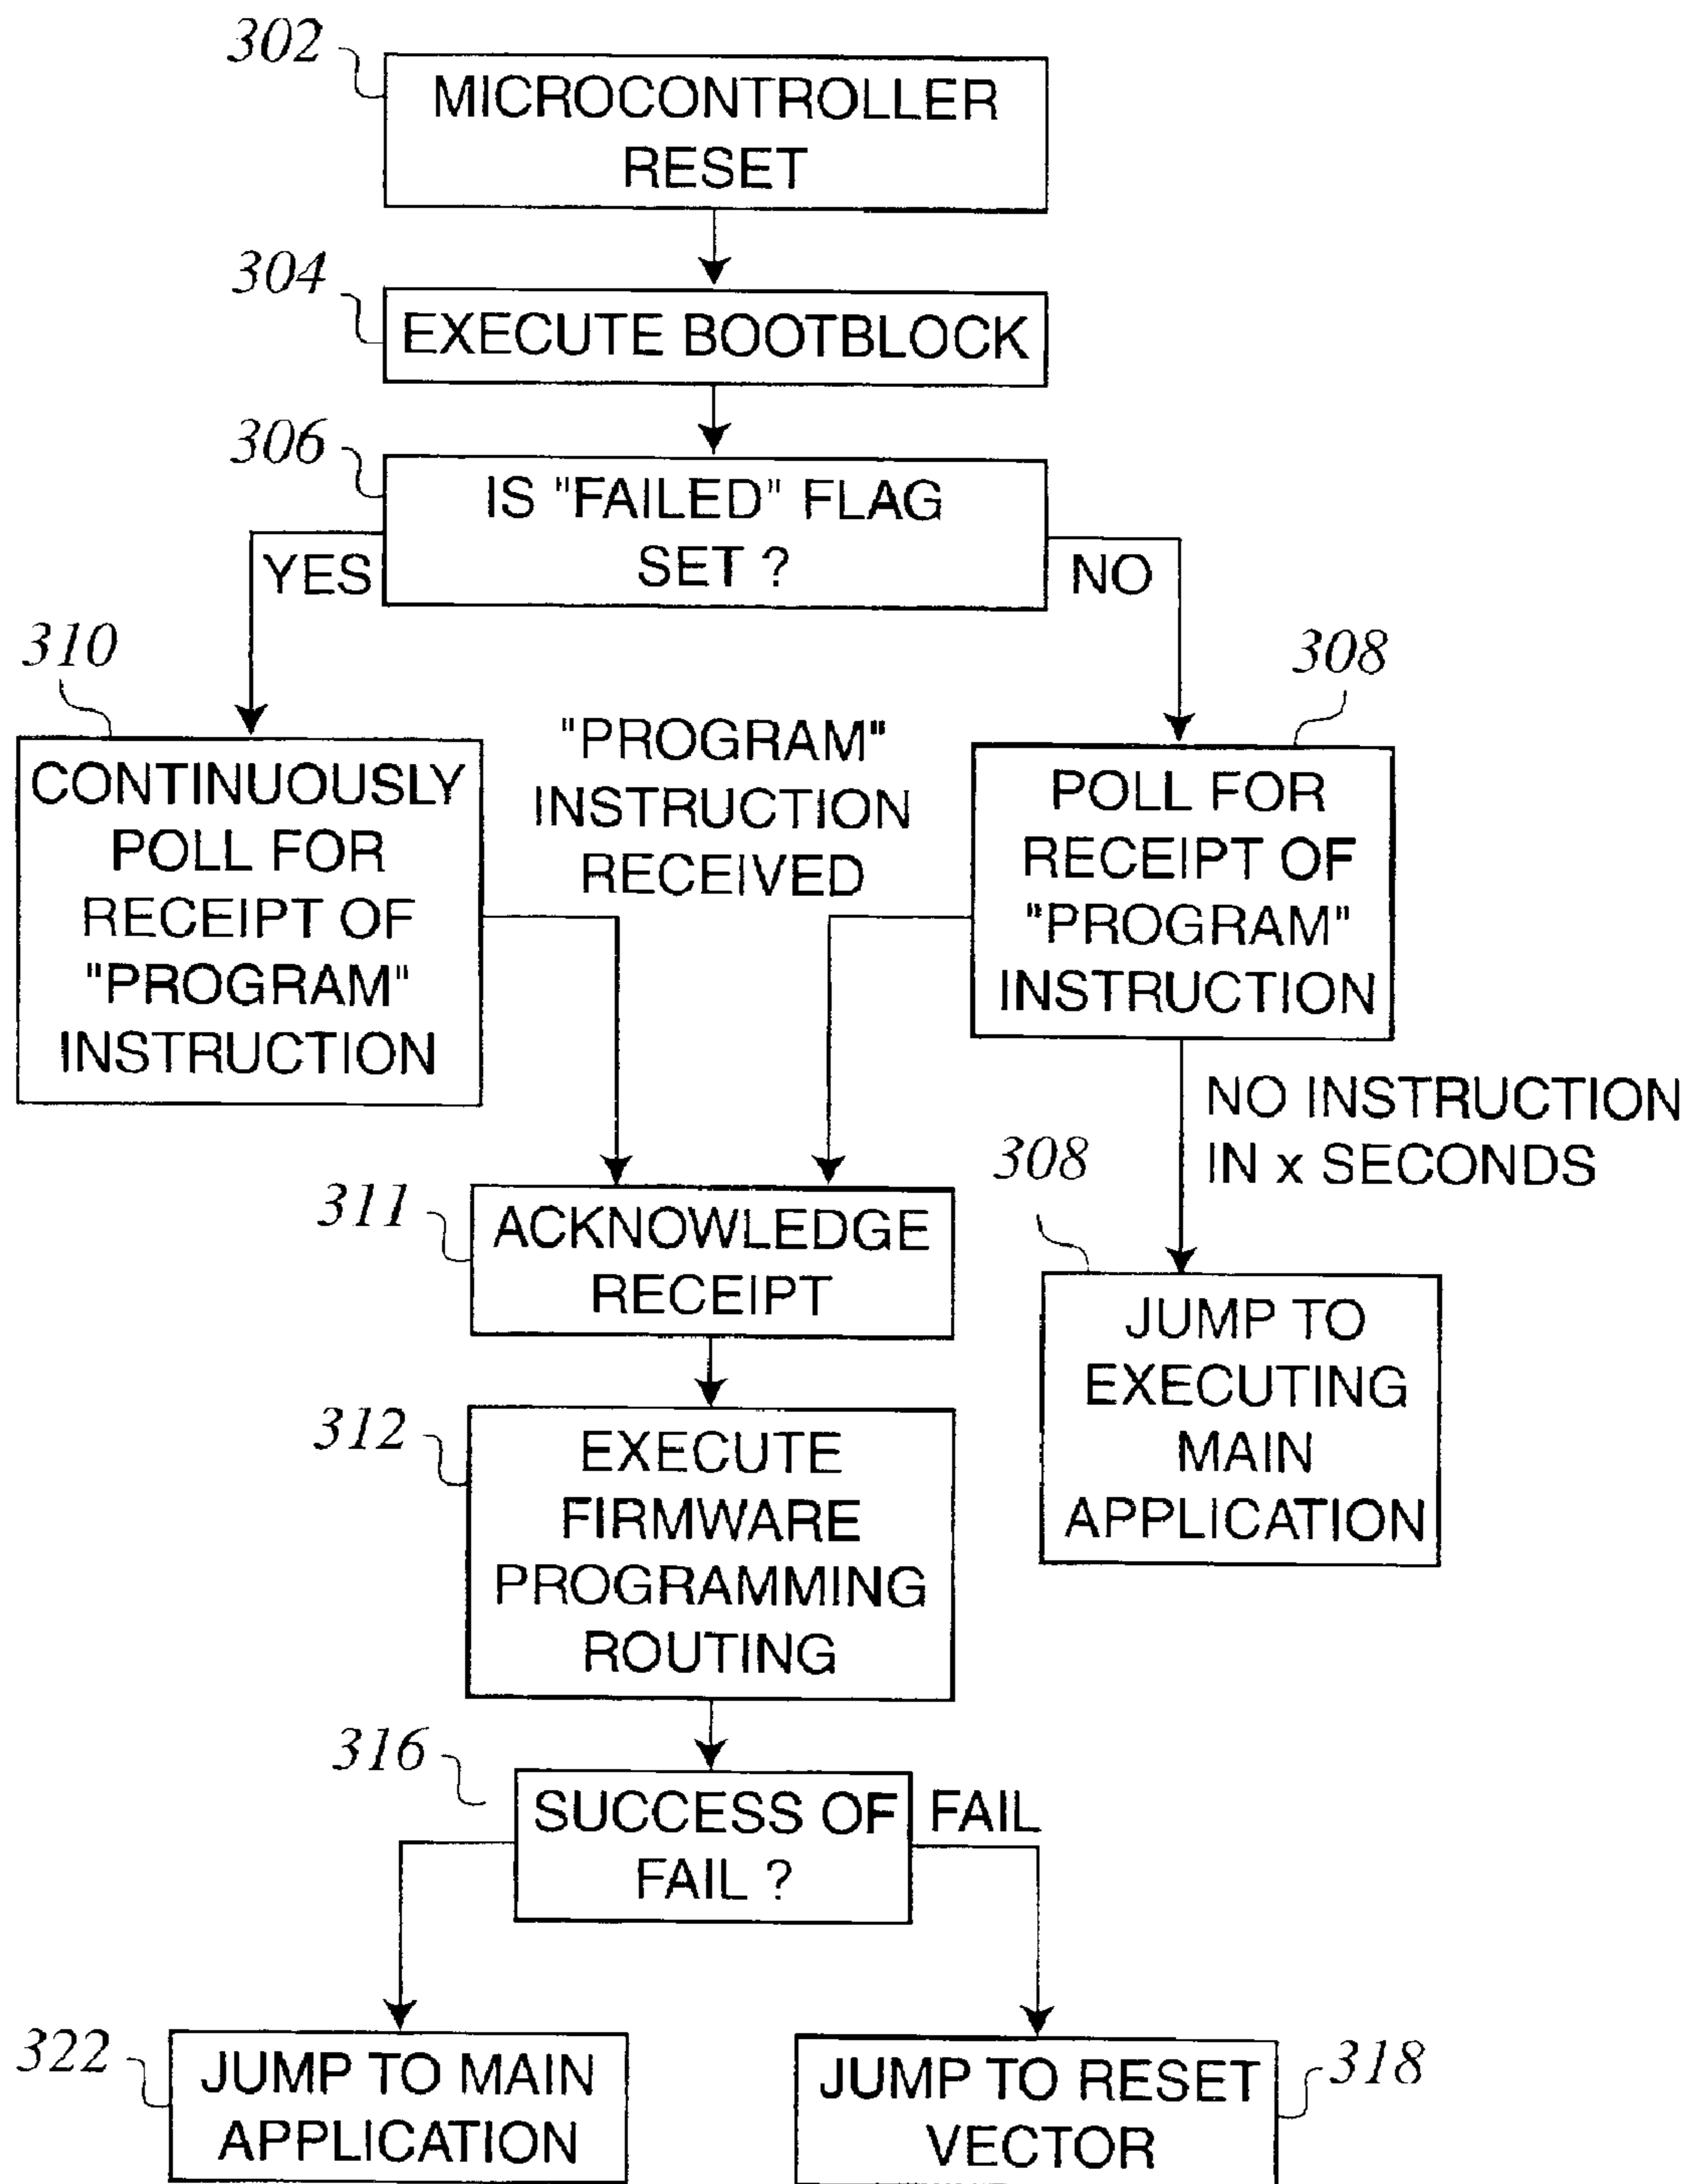 302
MICROCONTROLLER
RESET
304
EXECUTE BOOTBLOCK
306
IS "FAILED" FLAG
SET ?
YES
NO
310
308
CONTINUOUSLY
POLL FOR
RECEIPT OF
"PROGRAM"
INSTRUCTION
"PROGRAM"
INSTRUCTION
RECEIVED
POLL FOR
RECEIPT OF
"PROGRAM"
INSTRUCTION
NO INSTRUCTION
IN x SECONDS
308
311
ACKNOWLEDGE
RECEIPT
JUMP TO
EXECUTING
MAIN
APPLICATION
312
EXECUTE
FIRMWARE
PROGRAMMING
ROUTING
316
SUCCESS OF
FAIL ?
FAIL
322
JUMP TO MAIN
APPLICATION
JUMP TO RESET
VECTOR
318